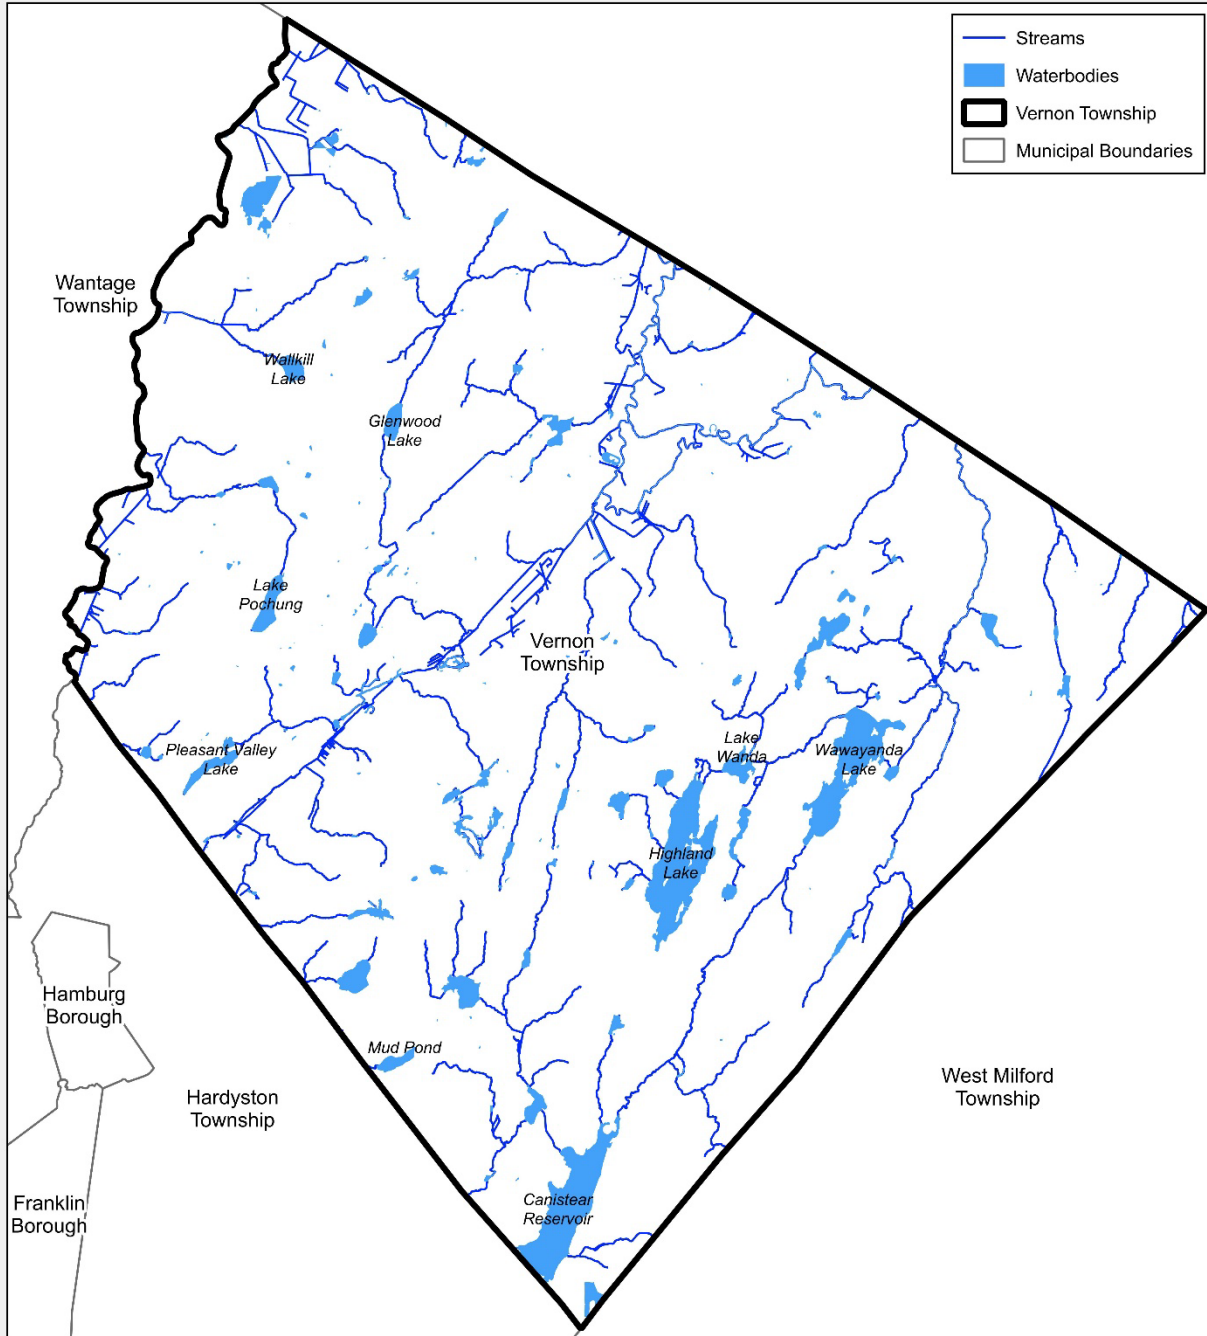 Streams
Waterbodies
Vernon Township
Municipal Boundaries
Wantage
Township
Wallkill
Lake
Glenwood
Lake
Lake
Pochung
Vernon
Township
Pleasant Valley
Lake
Lake
Wanda
Wawayanda
Lake
Highland
Lake
Hamburg
Borough
Mud Pond
Hardyston
Township
West Milford
Township
Franklin
Borough
Canistear
Reservoir